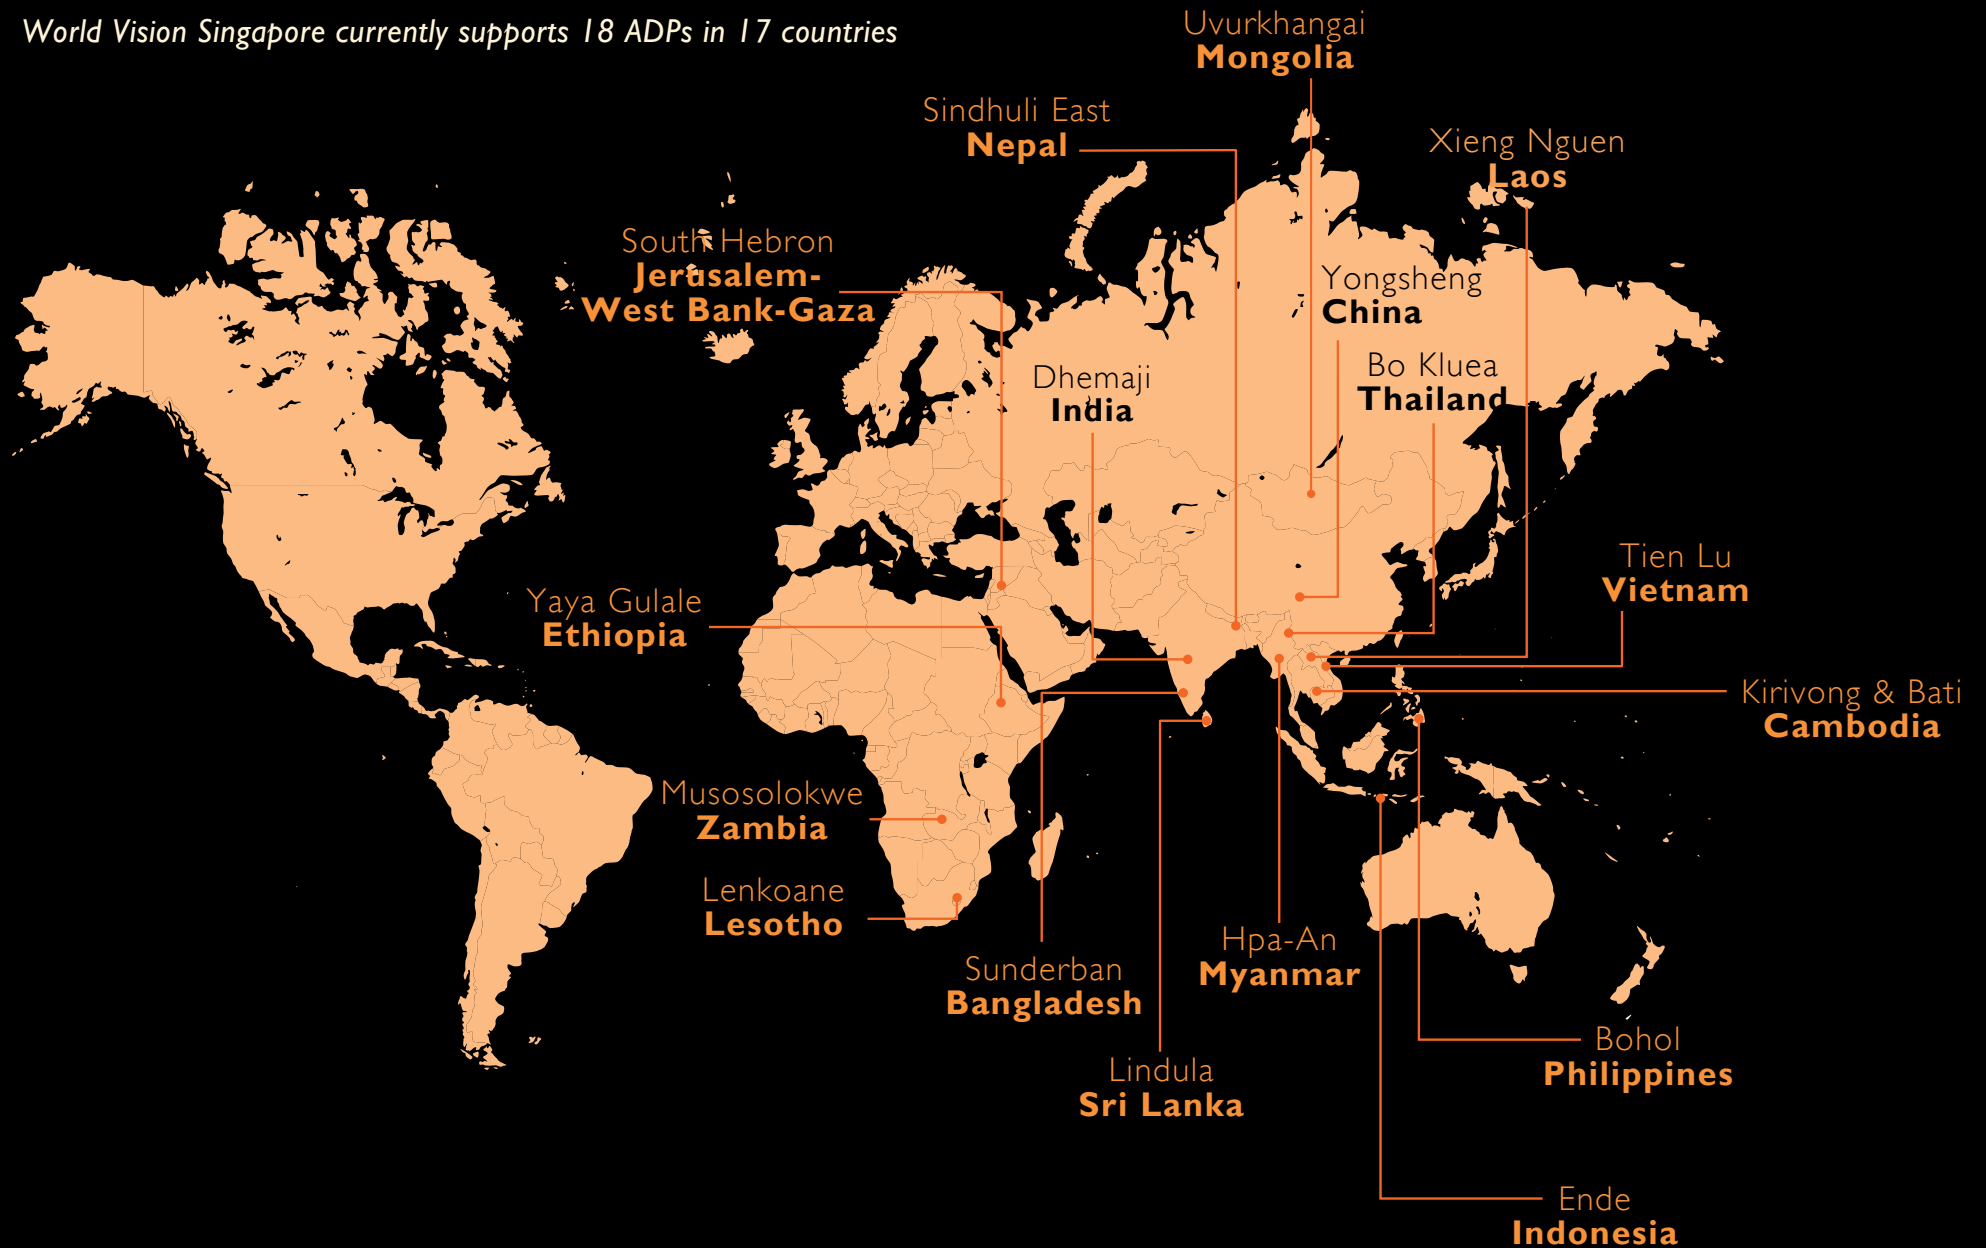 World Vision Singapore currently supports 18 ADPs in 17 countries
Uvurkhangai
Mongolia
Sindhuli East
Nepal
Xieng Nguen
Laos
South Hebron
Jerusalem-
West Bank-Gaza
Yongsheng
China
Dhemaji
India
Bo Kluea
Thailand
Tien Lu
Vietnam
Yaya Gulale
Ethiopia
Kirivong & Bati
Cambodia
Musosolokwe
Zambia
Lenkoane
Lesotho
Hpa-An
Myanmar
Sunderban
Bangladesh
Bohol
Philippines
Lindula
Sri Lanka
Ende
Indonesia